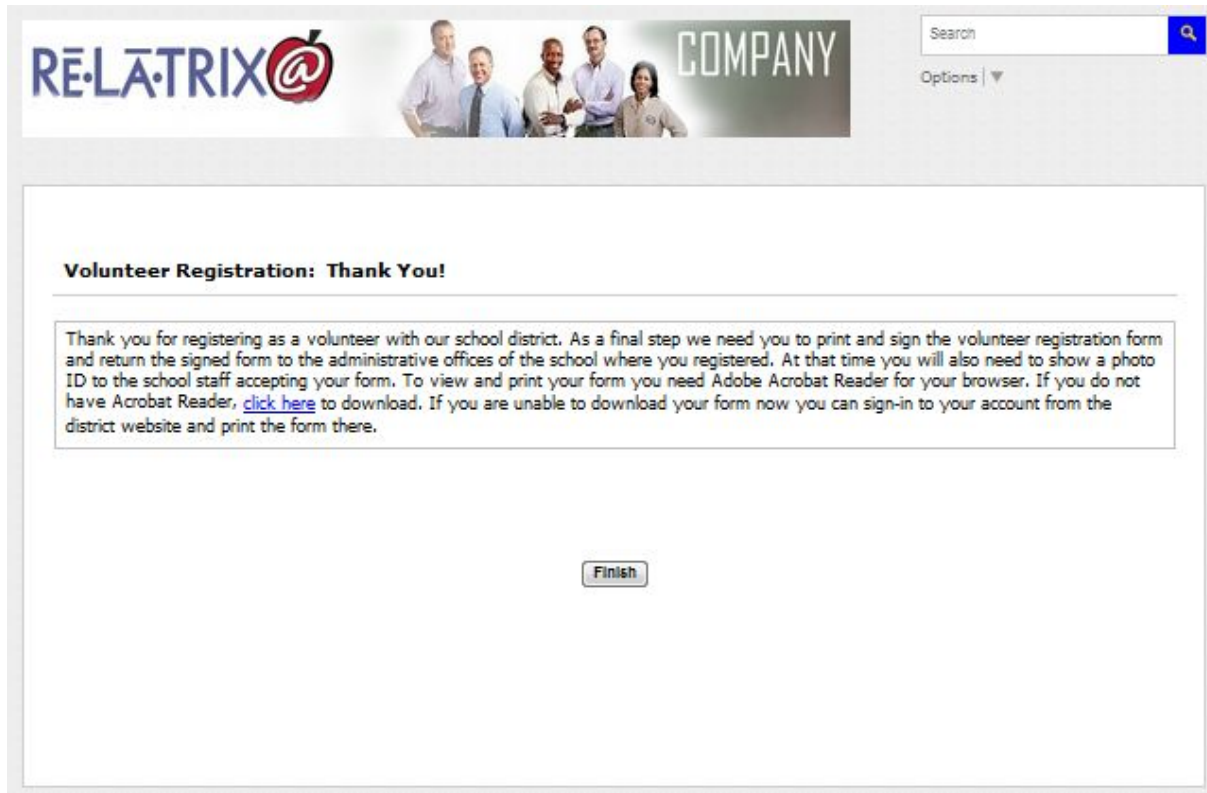 RĒ·LĀ·TRIX@
COMPANY
Search
Options | ▼
Volunteer Registration: Thank You!
Thank you for registering as a volunteer with our school district. As a final step we need you to print and sign the volunteer registration form
and return the signed form to the administrative offices of the school where you registered. At that time you will also need to show a photo
ID to the school staff accepting your form. To view and print your form you need Adobe Acrobat Reader for your browser. If you do not
have Acrobat Reader, click here to download. If you are unable to download your form now you can sign-in to your account from the
district website and print the form there.
Finish